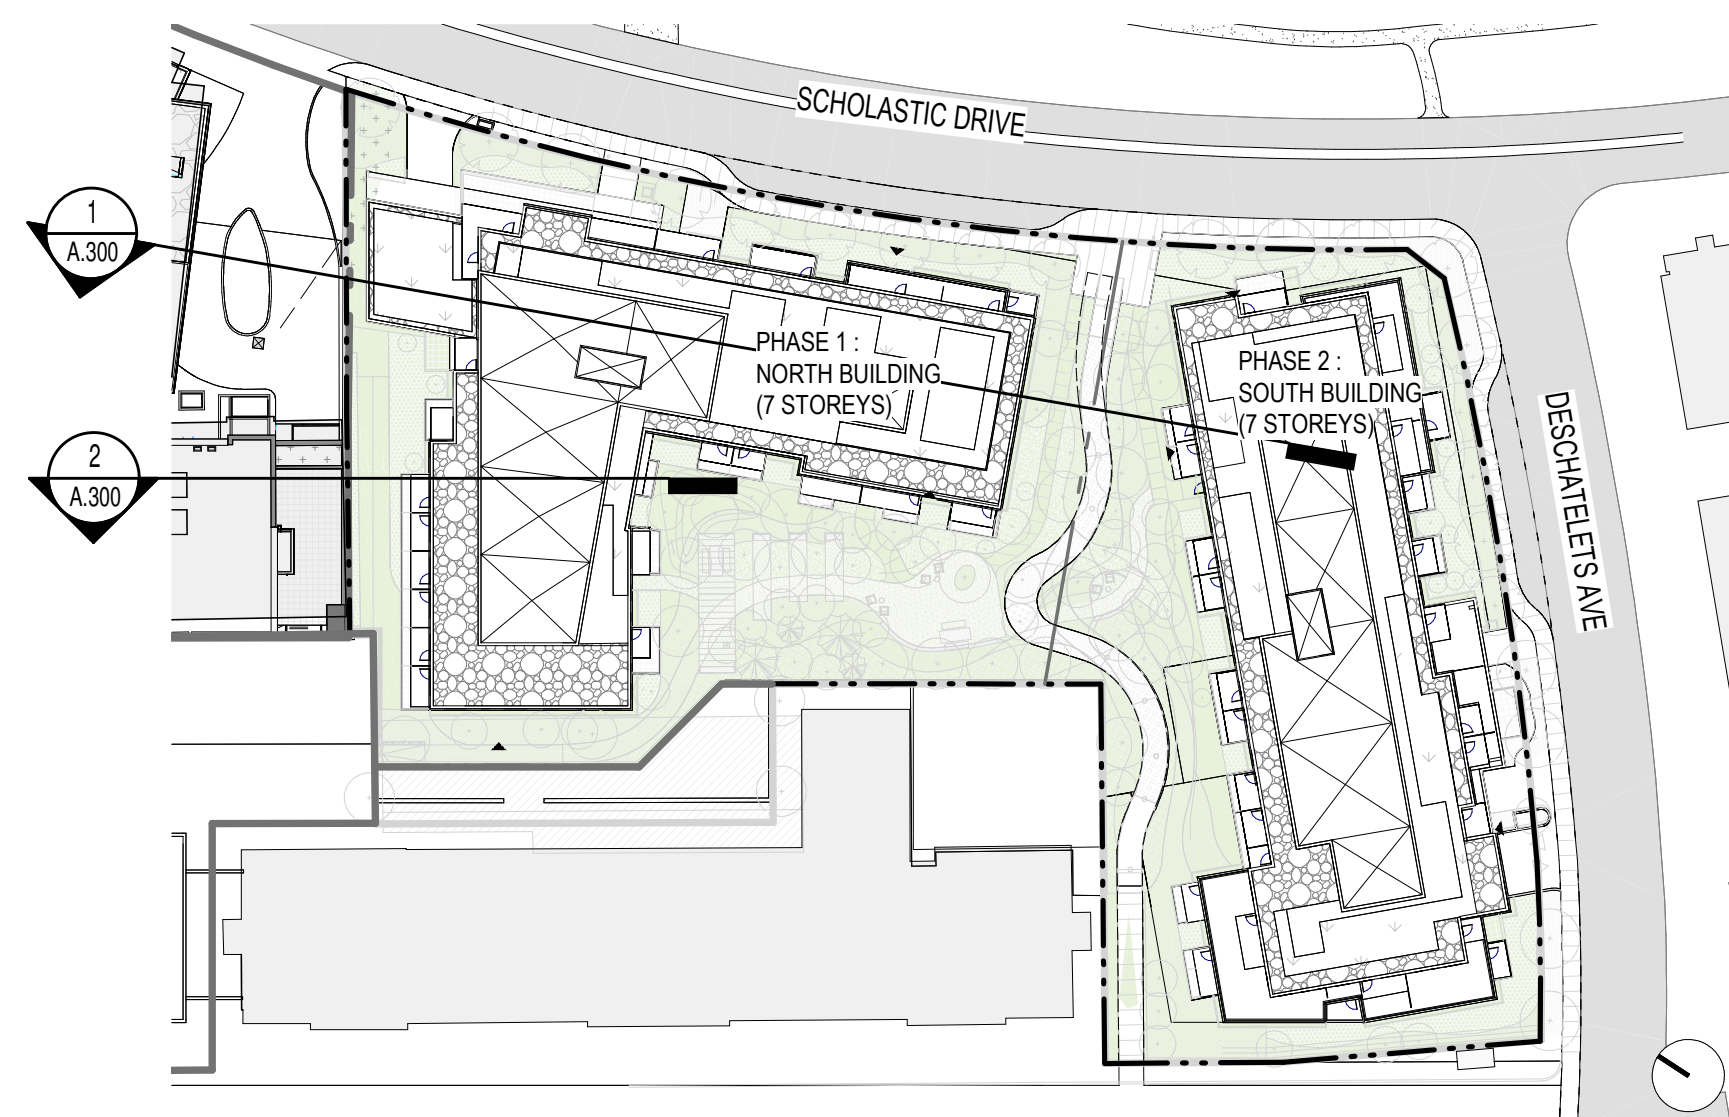 SCHOLASTIC DRIVE
1
A.300
PHASE 1 :
NORTH BUILDING
(7 STOREYS)
PHASE 2 :
SOUTH BUILDING
(7 STOREYS)
DESCHATELETS AVE
2
A.300